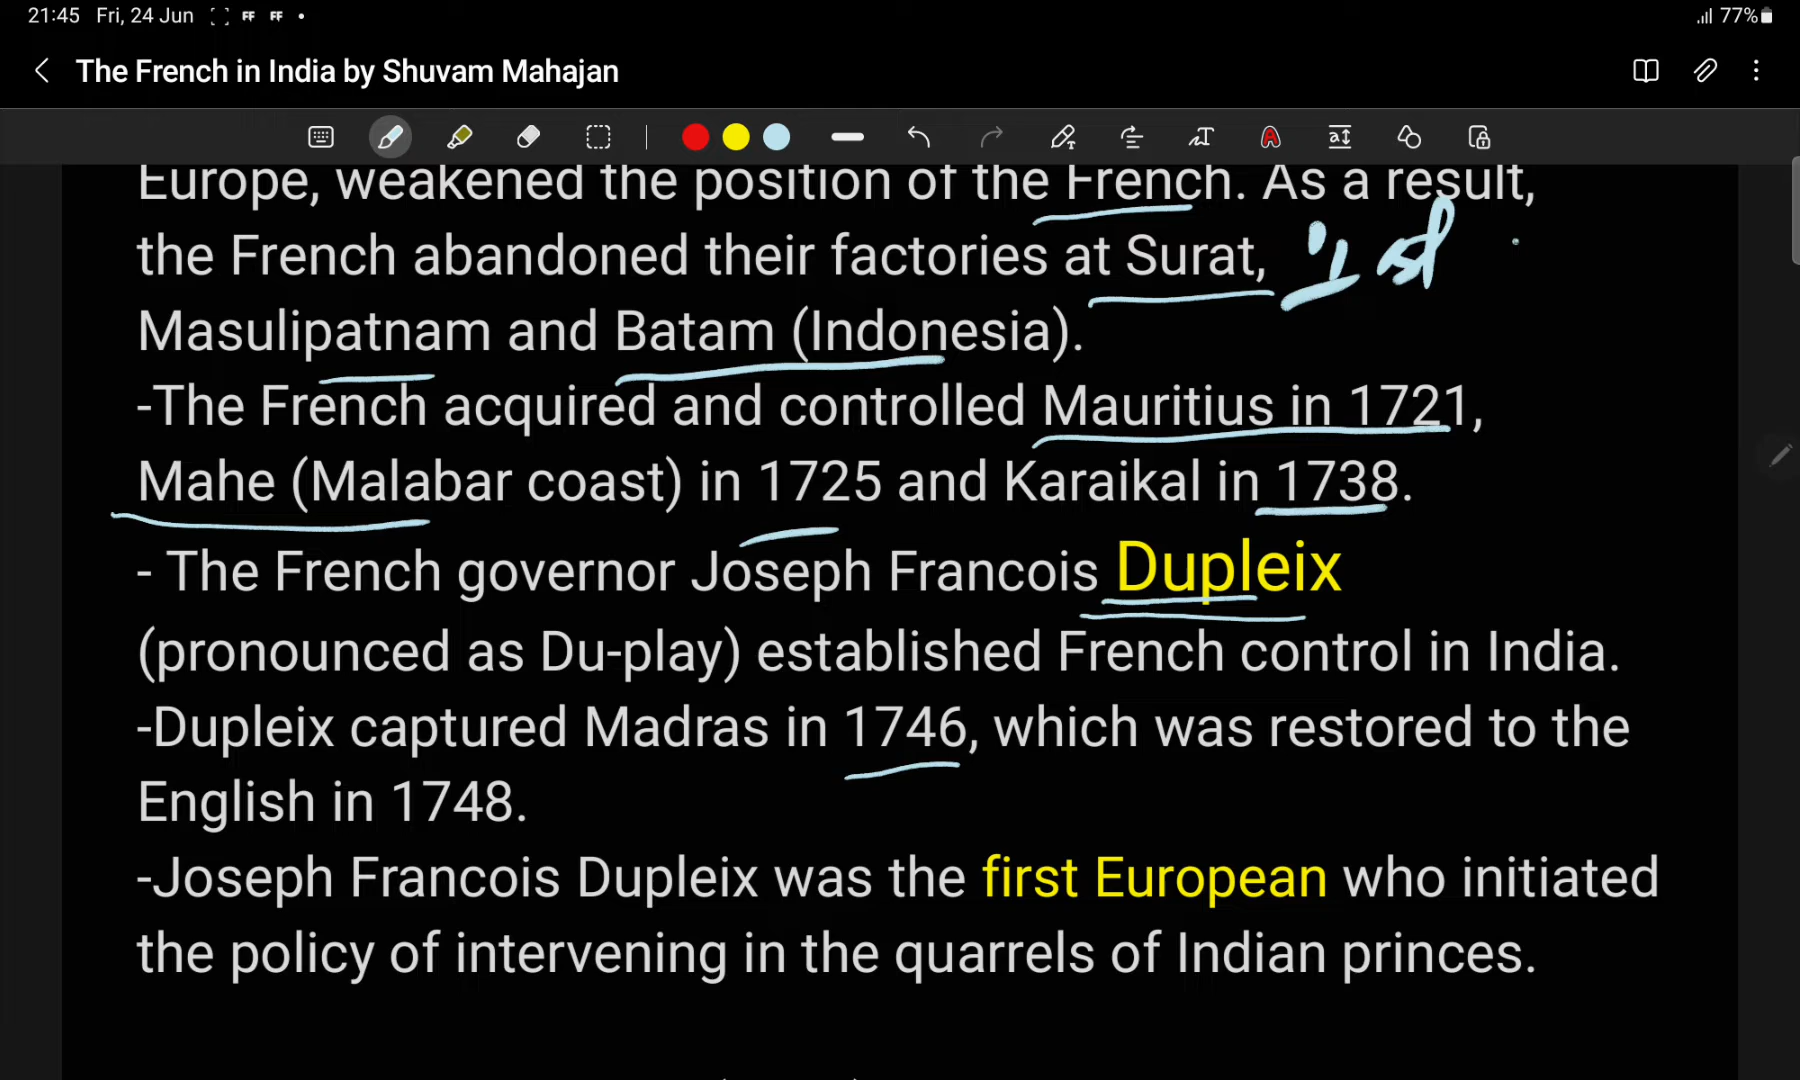 21:45 Fri, 24 Jun FF FF 77%
The French in India by Shuvam Mahajan
Europe, weakened the position of the French. As a result,
the French abandoned their factories at Surat, 1st
Masulipatnam and Batam (Indonesia).
-The French acquired and controlled Mauritius in 1721,
Mahe (Malabar coast) in 1725 and Karaikal in 1738.
- The French governor Joseph Francois Dupleix
(pronounced as Du-play) established French control in India.
-Dupleix captured Madras in 1746, which was restored to the
English in 1748.
-Joseph Francois Dupleix was the first European who initiated
the policy of intervening in the quarrels of Indian princes.